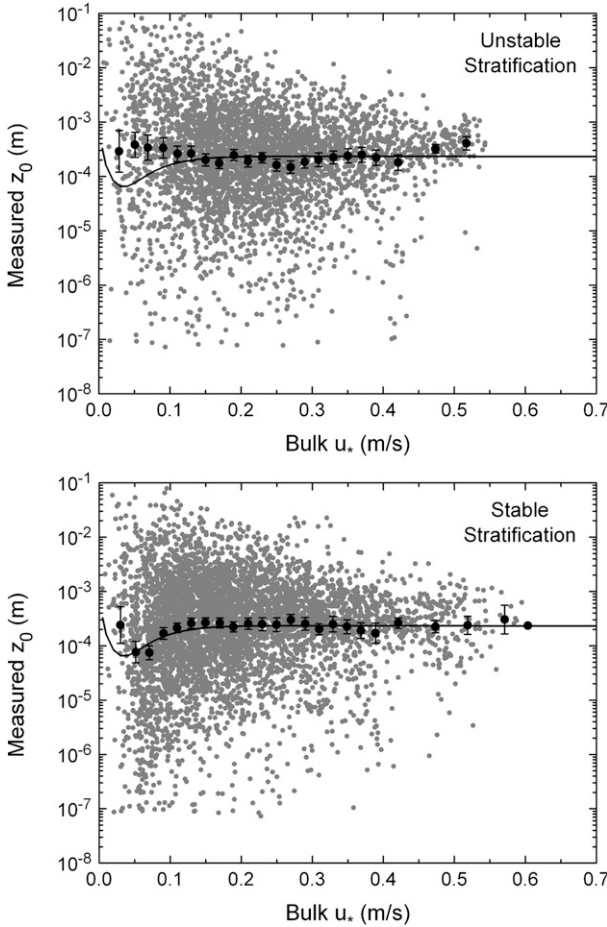 10⁻¹
10⁻²
10⁻³
10⁻⁴
10⁻⁵
10⁻⁶
10⁻⁷
10⁻⁸
Measured z₀ (m)
Unstable
Stratification
0.0 0.1 0.2 0.3 0.4 0.5 0.6 0.7
Bulk u* (m/s)
10⁻¹
10⁻²
10⁻³
10⁻⁴
10⁻⁵
10⁻⁶
10⁻⁷
10⁻⁸
Measured z₀ (m)
Stable
Stratification
0.0 0.1 0.2 0.3 0.4 0.5 0.6 0.7
Bulk u* (m/s)